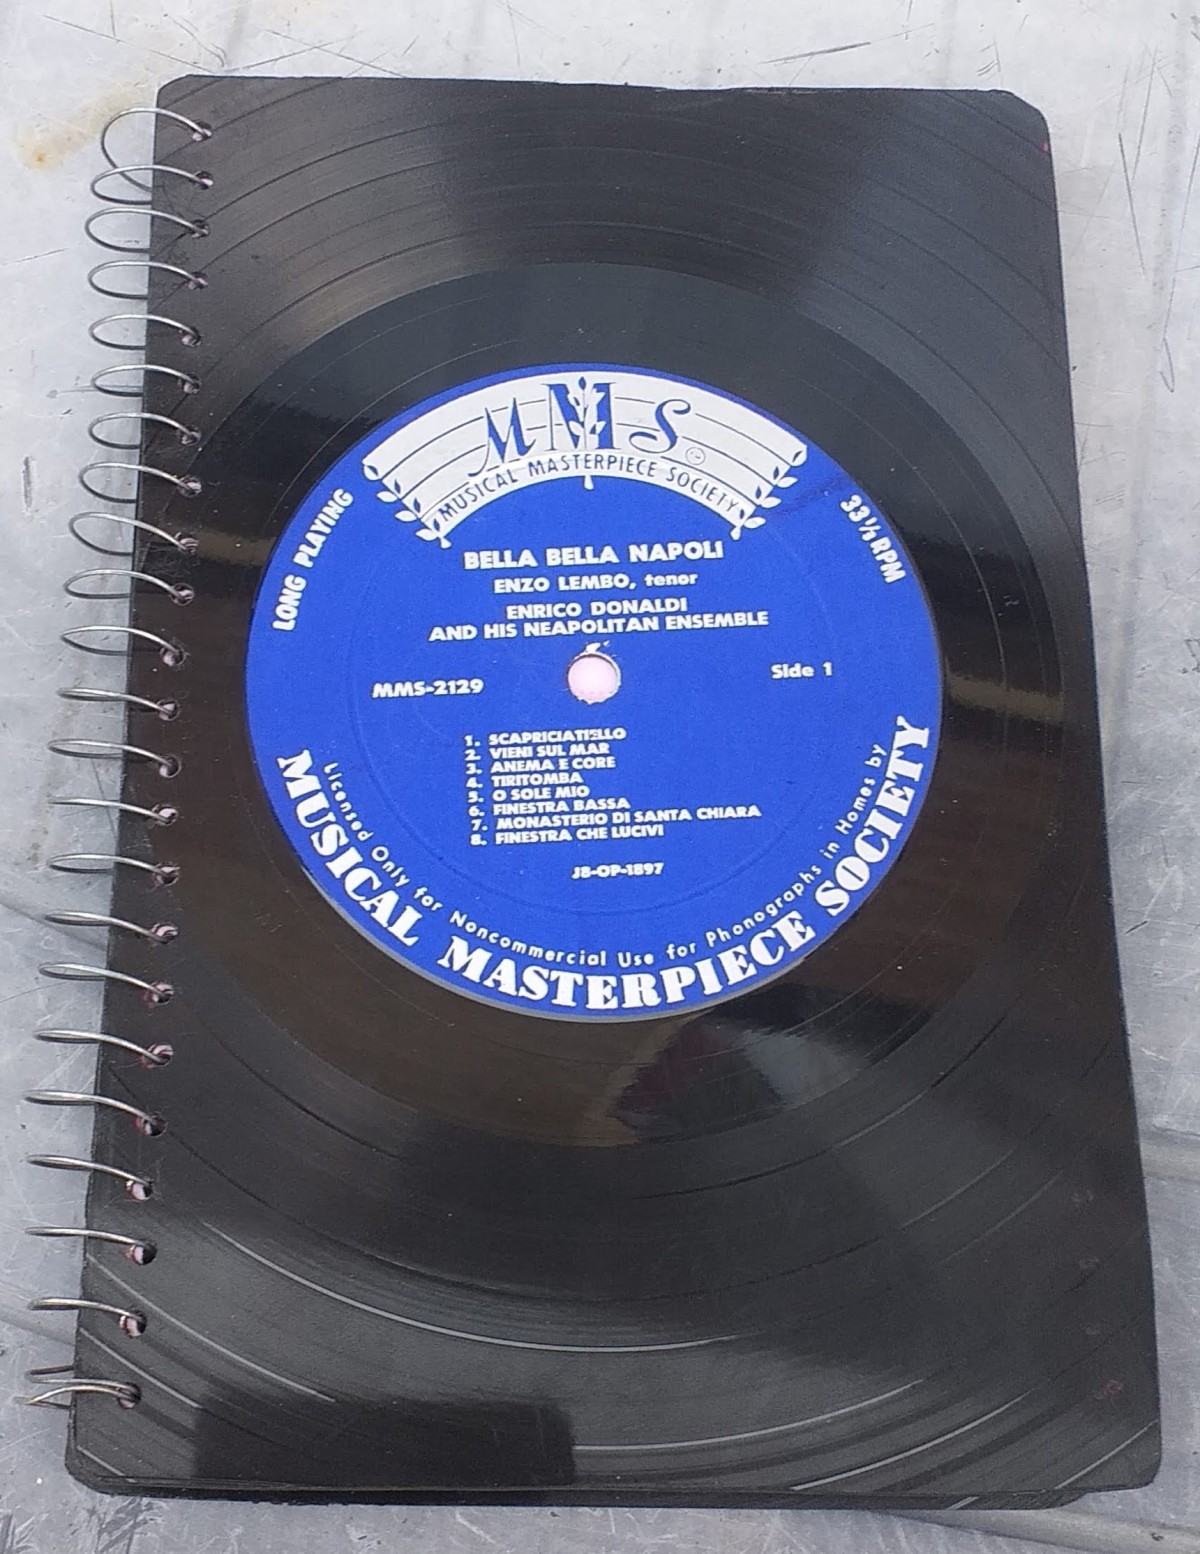 MMS
©
MUSICAL MASTERPIECE SOCIETY
LONG PLAYING
33 1/3 RPM
BELLA BELLA NAPOLI
ENZO LEMBO, tenor
ENRICO DONALDI
AND HIS NEAPOLITAN ENSEMBLE
MMS-2129
Side 1
1. SCAPRICIATIELLO
2. VIENI SUL MAR
3. ANEMA E CORE
4. TIRITOMBA
5. O SOLE MIO
6. FINESTRA BASSA
7. MONASTERIO DI SANTA CHIARA
8. FINESTRA CHE LUCIVI
J8-OP-1897
Licensed Only for Noncommercial Use for Phonographs in Homes by
MUSICAL MASTERPIECE SOCIETY